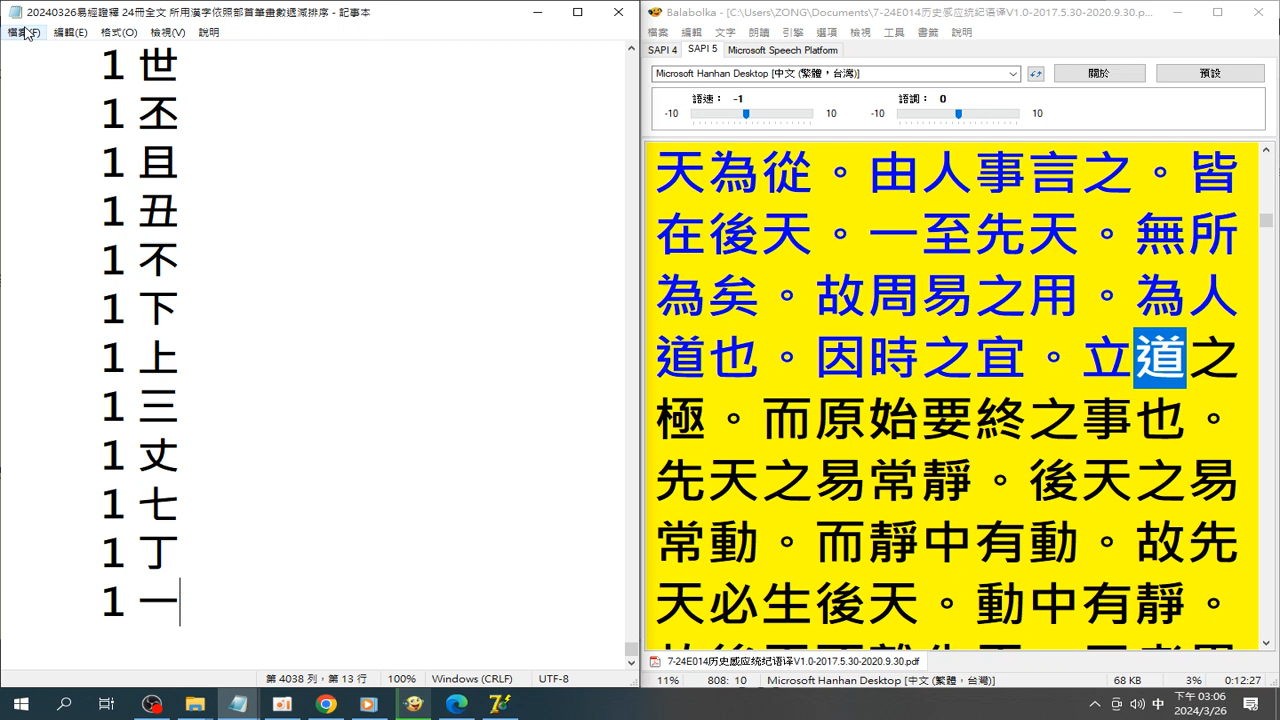 20240326易經證釋 24冊全文 所用漢字依照部首筆畫數遞減排序 - 記事本
檔案(F) 編輯(E) 格式(O) 檢視(V) 說明
1 世
1 丕
1 且
1 丑
1 不
1 下
1 上
1 三
1 丈
1 七
1 丁
1 一
第 4038 列，第 13 行 100% Windows (CRLF) UTF-8
Balabolka - [C:\Users\ZONG\Documents\7-24E014历史感应统纪语译V1.0-2017.5.30-2020.9.30.p...
檔案 編輯 文字 朗讀 引擎 選項 檢視 工具 書籤 說明
SAPI 4 SAPI 5 Microsoft Speech Platform
Microsoft Hanhan Desktop [中文 (繁體，台灣)] 關於 預設
語速： -1 語調： 0
-10 10 -10 10
天為從。由人事言之。皆
在後天。一至先天。無所
為矣。故周易之用。為人
道也。因時之宜。立道之
極。而原始要終之事也。
先天之易常靜。後天之易
常動。而靜中有動。故先
天必生後天。動中有靜。
7-24E014历史感应统纪语译V1.0-2017.5.30-2020.9.30.pdf
11% 808: 10 Microsoft Hanhan Desktop [中文 (繁體，台灣)] 68 KB 3% 0:12:27
中 下午 03:06
2024/3/26